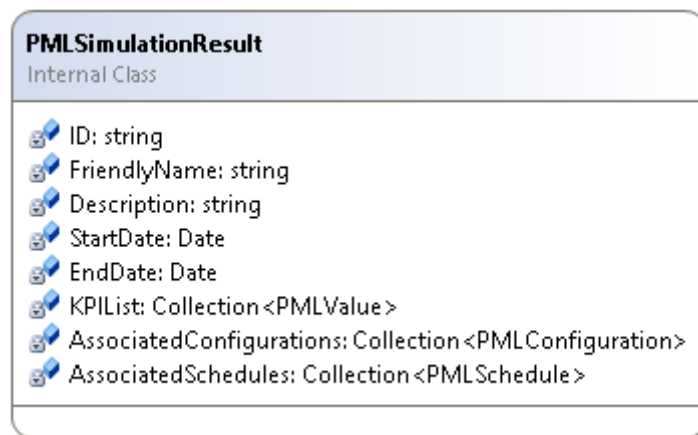 PMLSimulationResult
Internal Class
ID: string
FriendlyName: string
Description: string
StartDate: Date
EndDate: Date
KPIList: Collection<PMLValue>
AssociatedConfigurations: Collection<PMLConfiguration>
AssociatedSchedules: Collection<PMLSchedule>